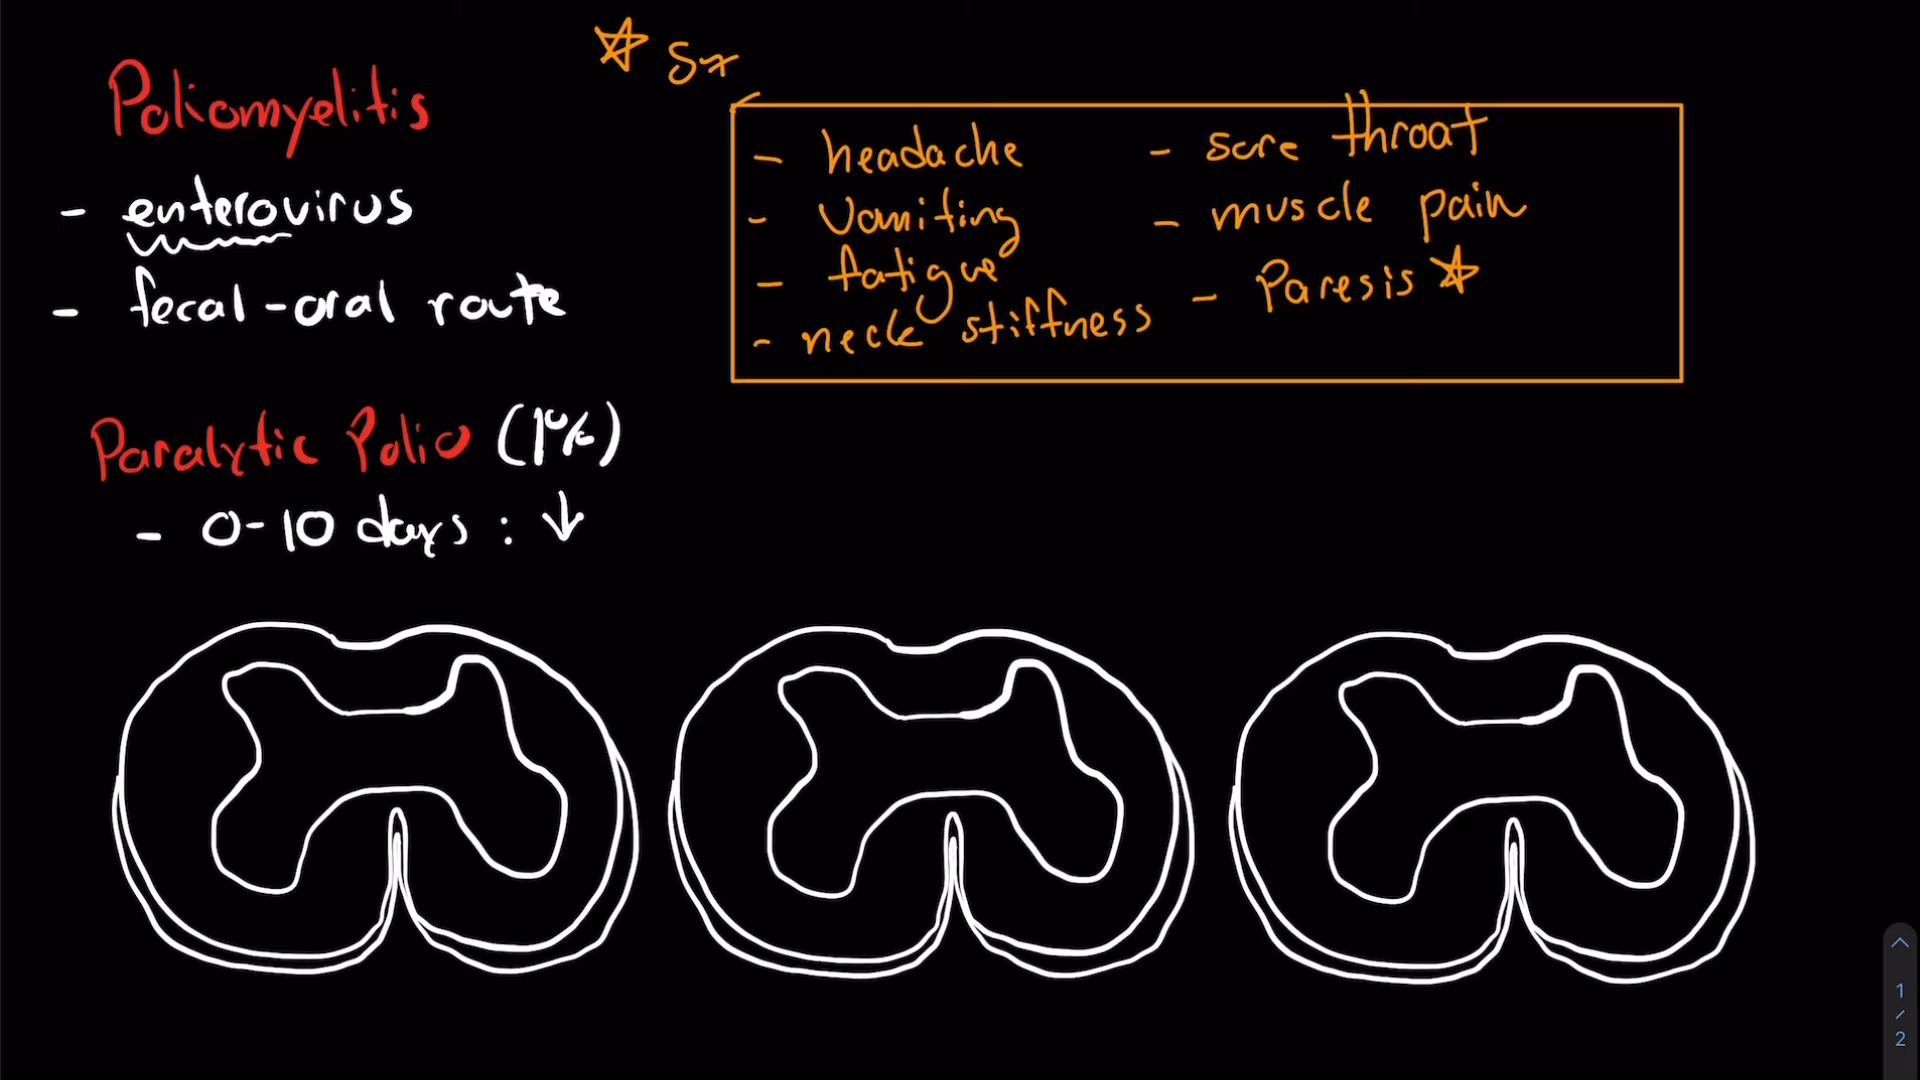 Poliomyelitis
- enterovirus
- fecal-oral route
Paralytic Polio (1%)
- 0-10 days : ↓
☆ Sx
- headache
- Vomiting
- fatigue
- neck stiffness
- sore throat
- muscle pain
- Paresis ☆
1
/
2